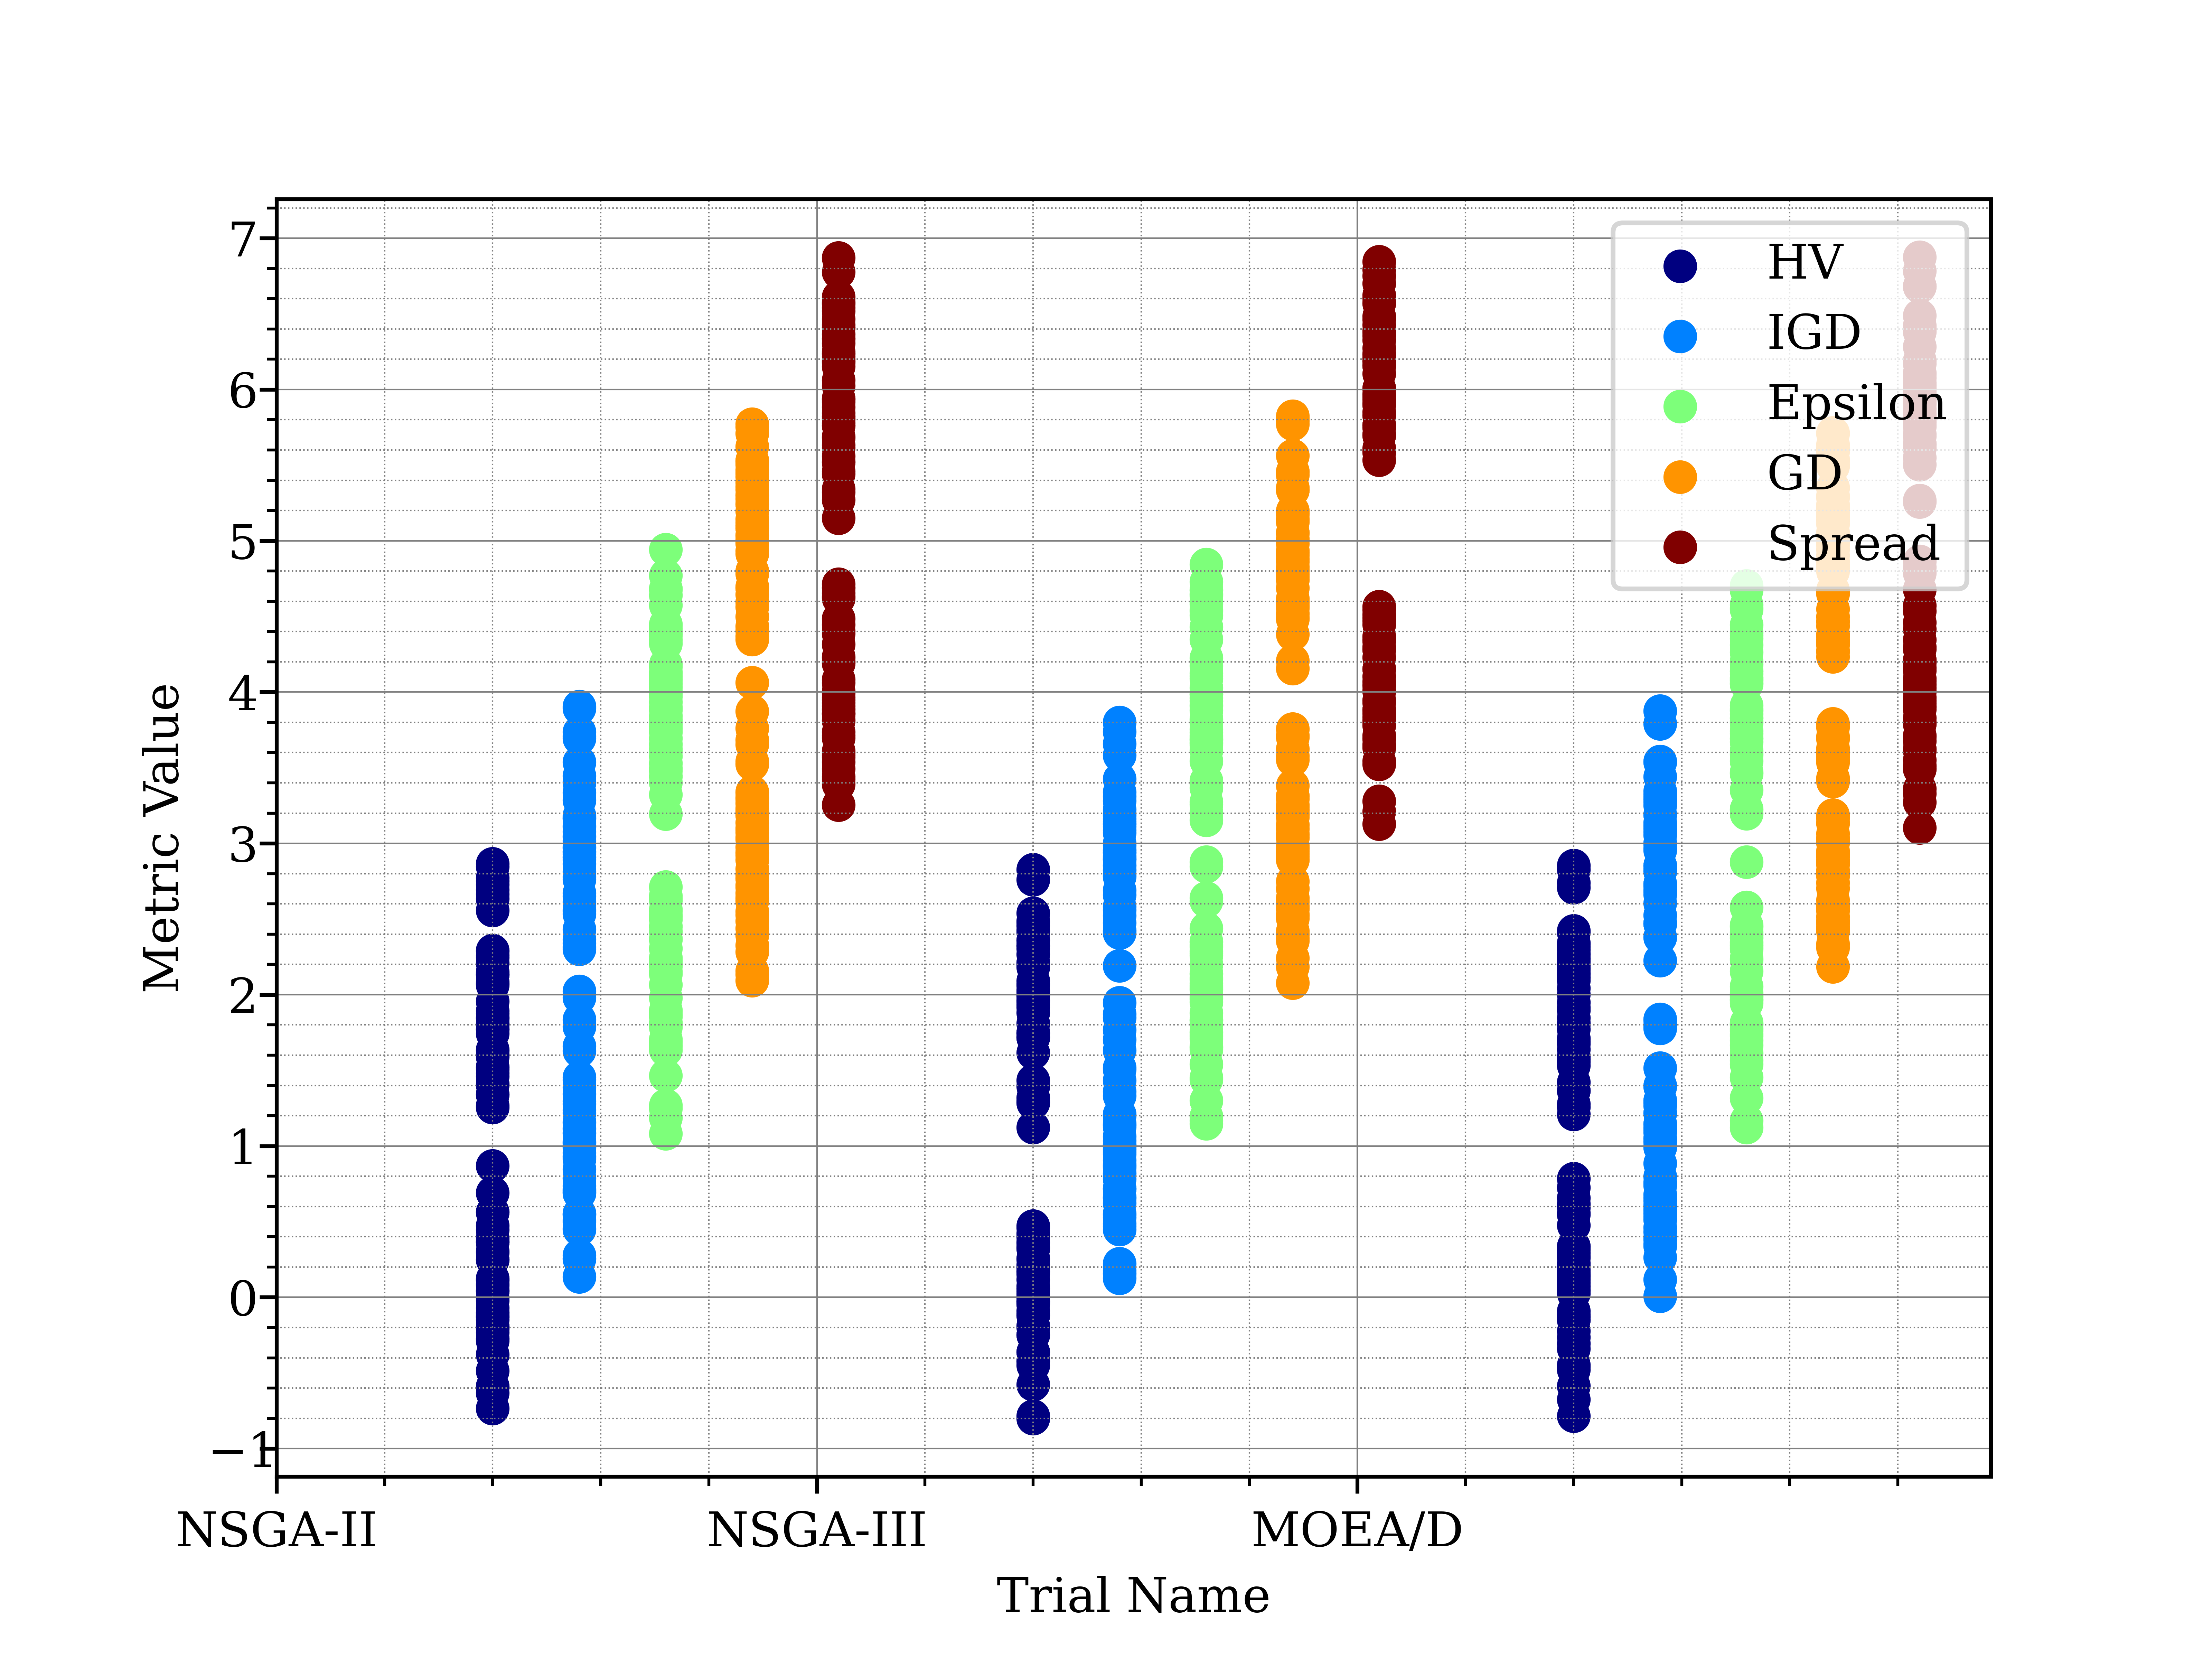 7
6
5
4
3
2
1
0
−1
Metric Value
HV
IGD
Epsilon
GD
Spread
NSGA-II NSGA-III MOEA/D
Trial Name